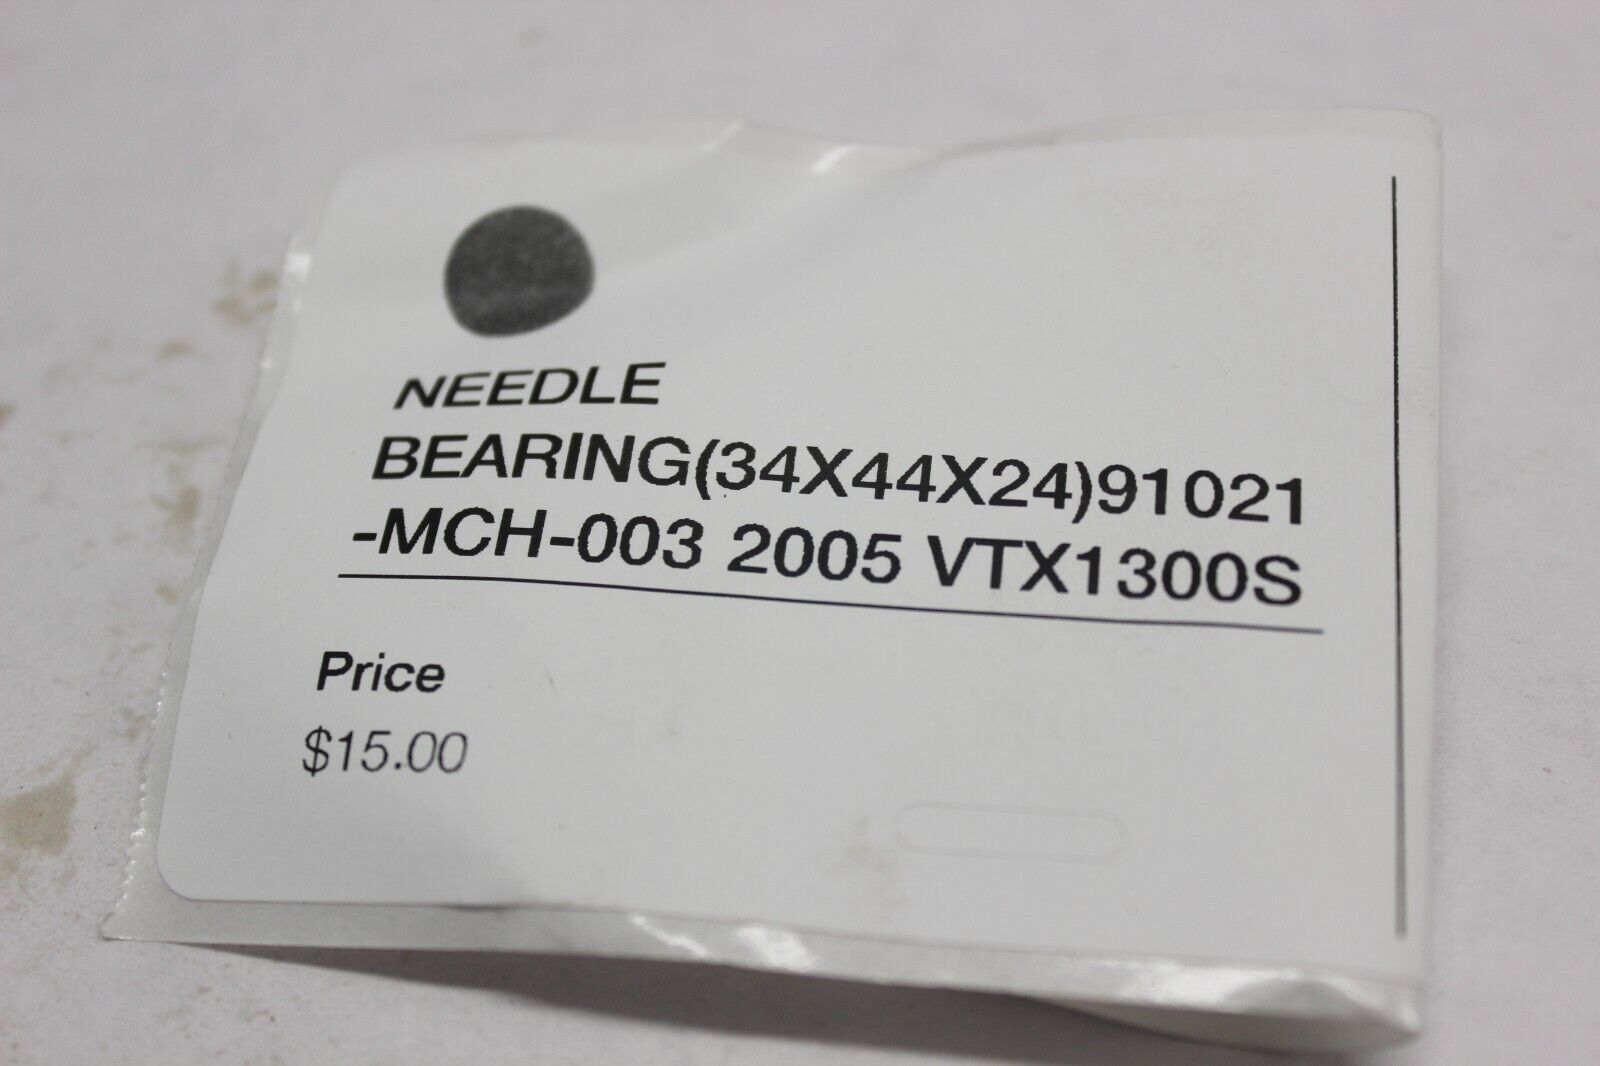 NEEDLE
BEARING(34X44X24)91021
-MCH-003 2005 VTX1300S
Price
$15.00